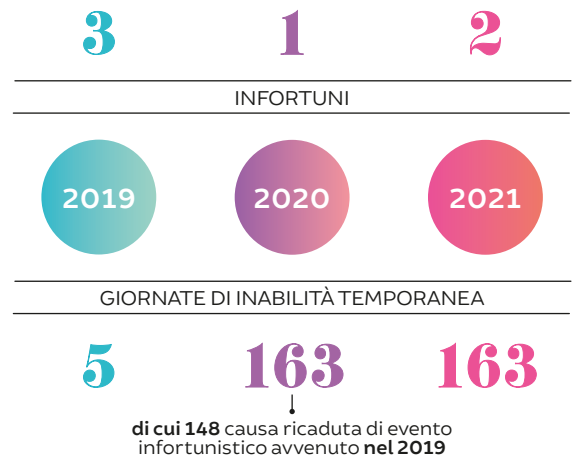 3 1 2
INFORTUNI
2019 2020 2021
GIORNATE DI INABILITÀ TEMPORANEA
5 163 163
di cui 148 causa ricaduta di evento
infortunistico avvenuto nel 2019